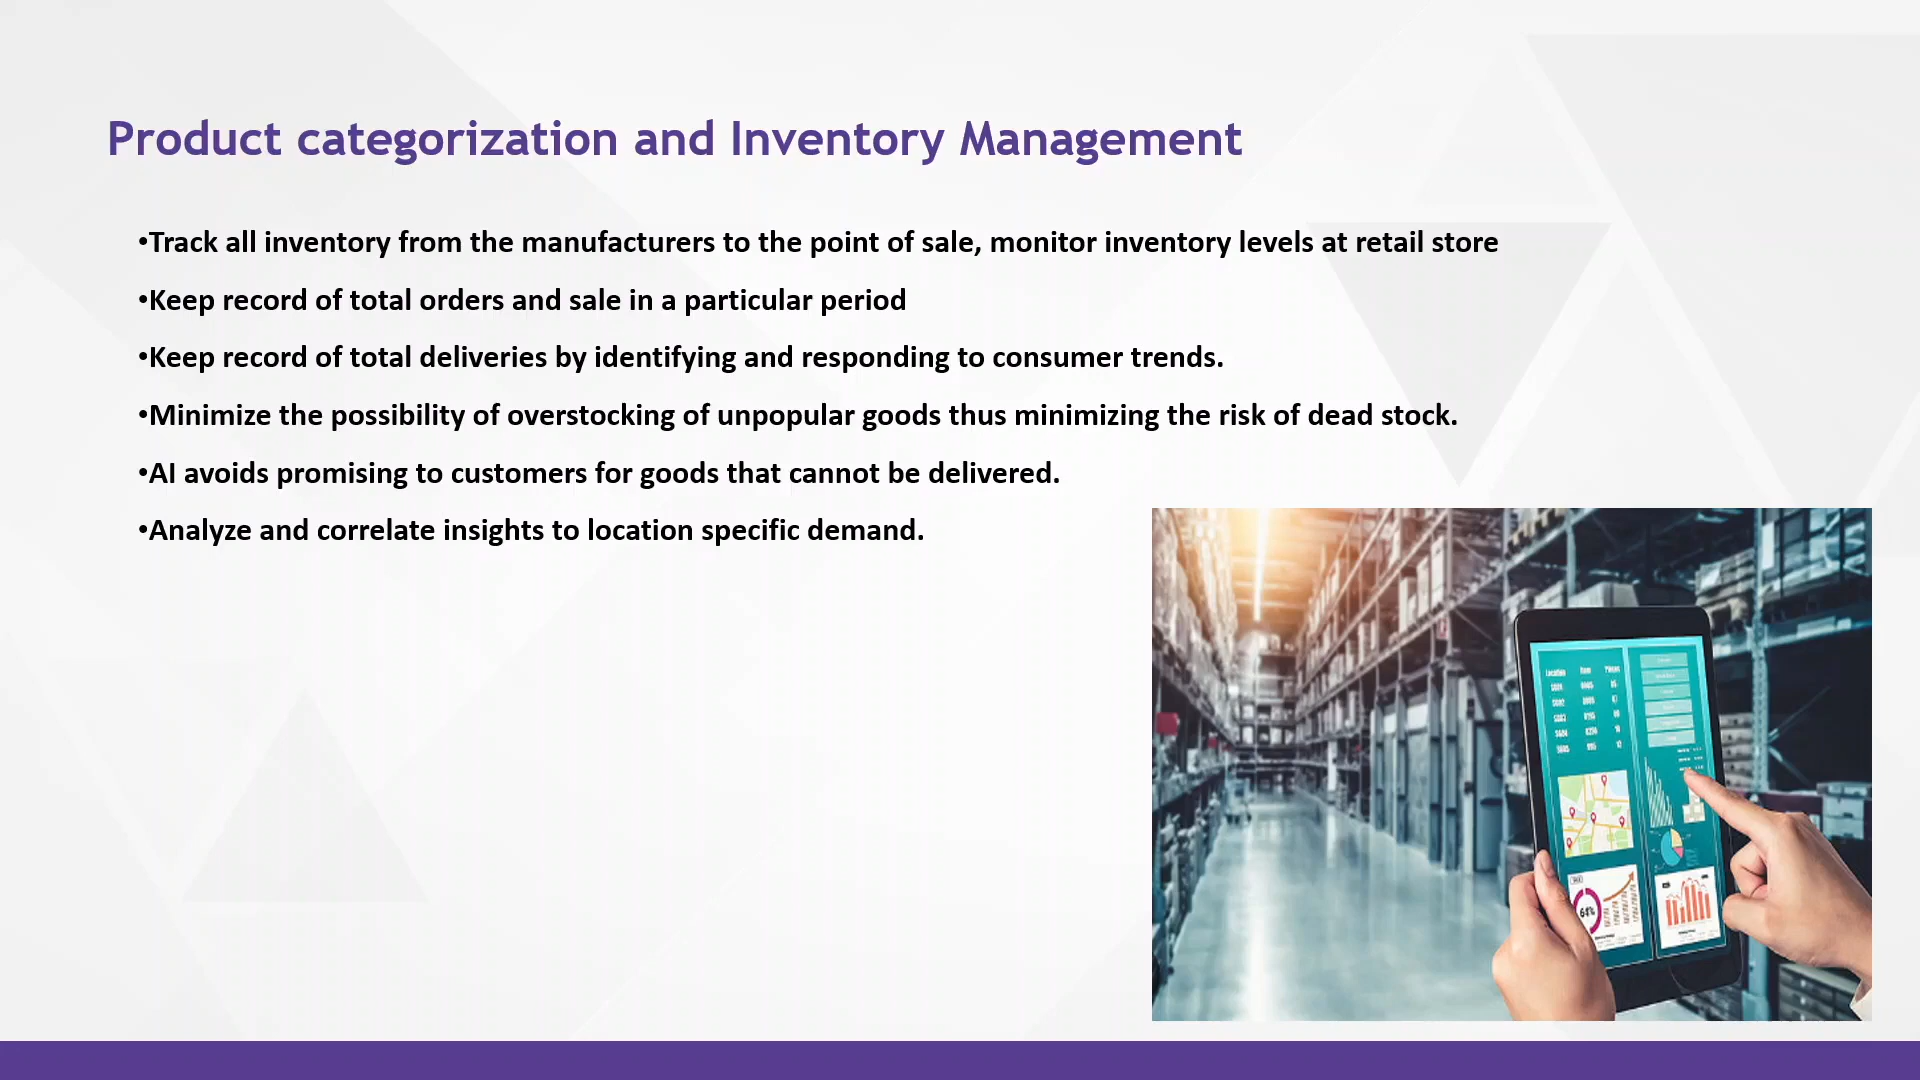 Product categorization and Inventory Management
•Track all inventory from the manufacturers to the point of sale, monitor inventory levels at retail store
•Keep record of total orders and sale in a particular period
•Keep record of total deliveries by identifying and responding to consumer trends.
•Minimize the possibility of overstocking of unpopular goods thus minimizing the risk of dead stock.
•AI avoids promising to customers for goods that cannot be delivered.
•Analyze and correlate insights to location specific demand.
Location
64%